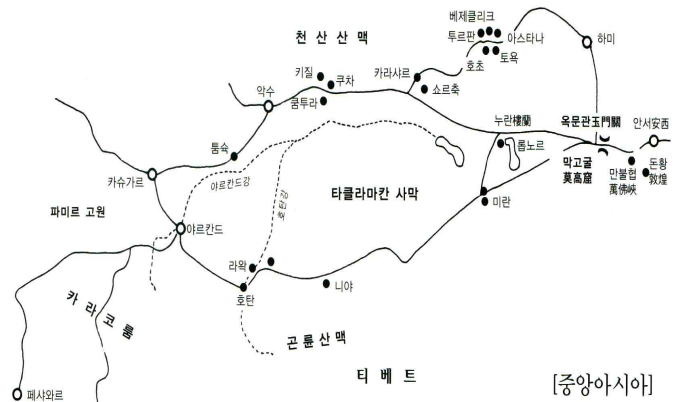 베제클리크
투르판
아스타나
하미
호초
토욕
천 산 산 맥
키질
쿠차
카라샤르
쇼르축
악수
쿰투라
누란樓蘭
옥문관玉門關
안서安西
롭노르
툼슉
막고굴
莫高窟
만불협
萬佛峽
돈황
敦煌
카슈가르
야르칸드강
호탄강
타클라마칸 사막
미란
파미르 고원
야르칸드
라왁
니야
호탄
카 라 코 룸
곤륜산맥
티 베 트
페샤와르
[중앙아시아]